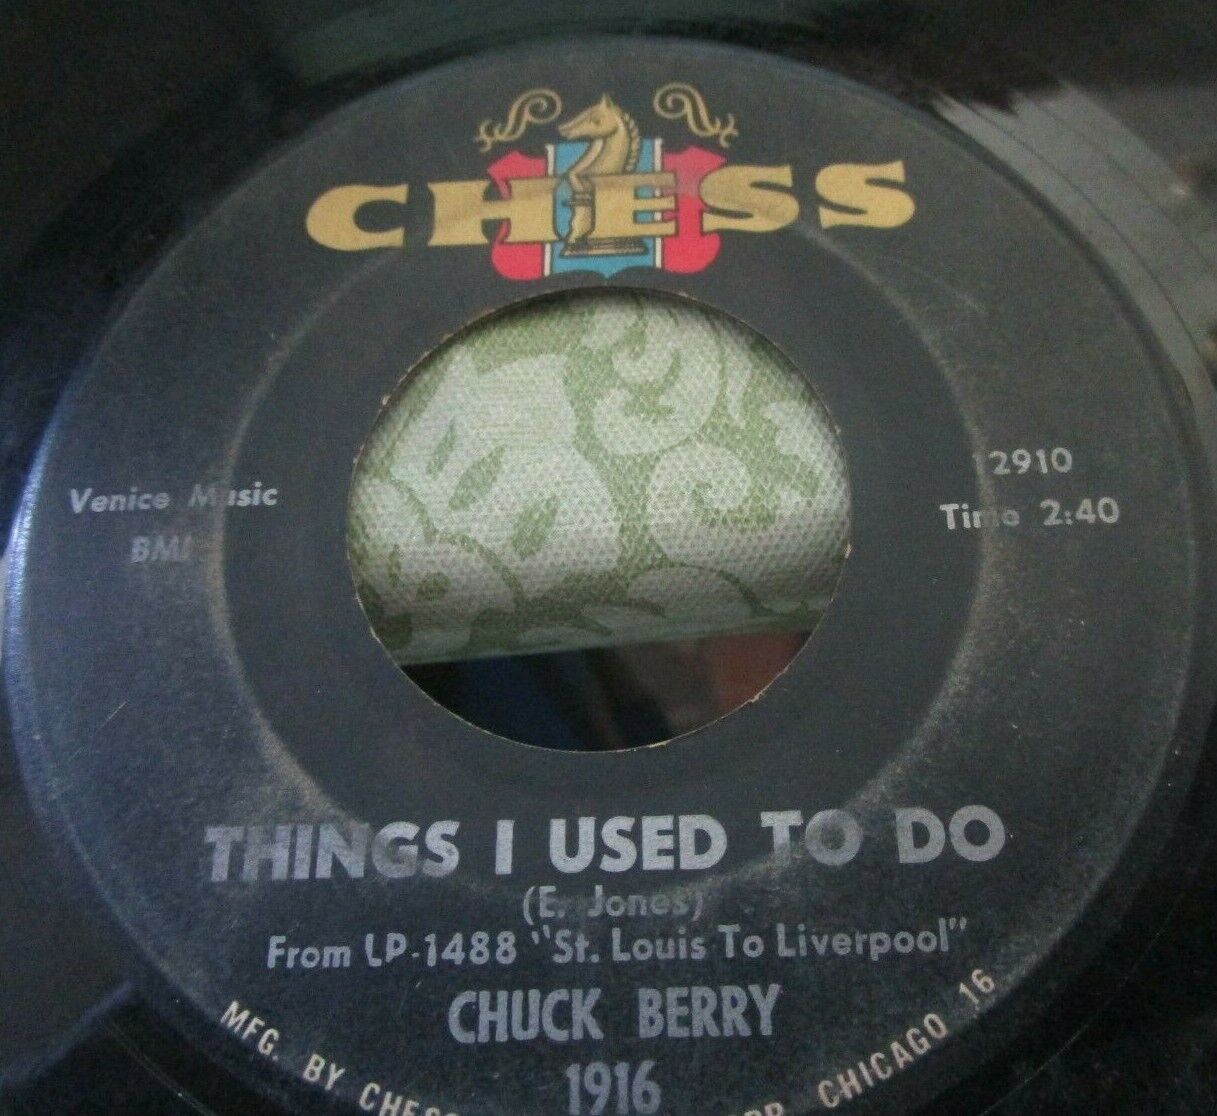 CHESS
Venice Music
BMI
12910
Time 2:40
THINGS I USED TO DO
(E. Jones)
From LP-1488 "St. Louis To Liverpool"
CHUCK BERRY
1916
MFG. BY CHESS CHICAGO 16